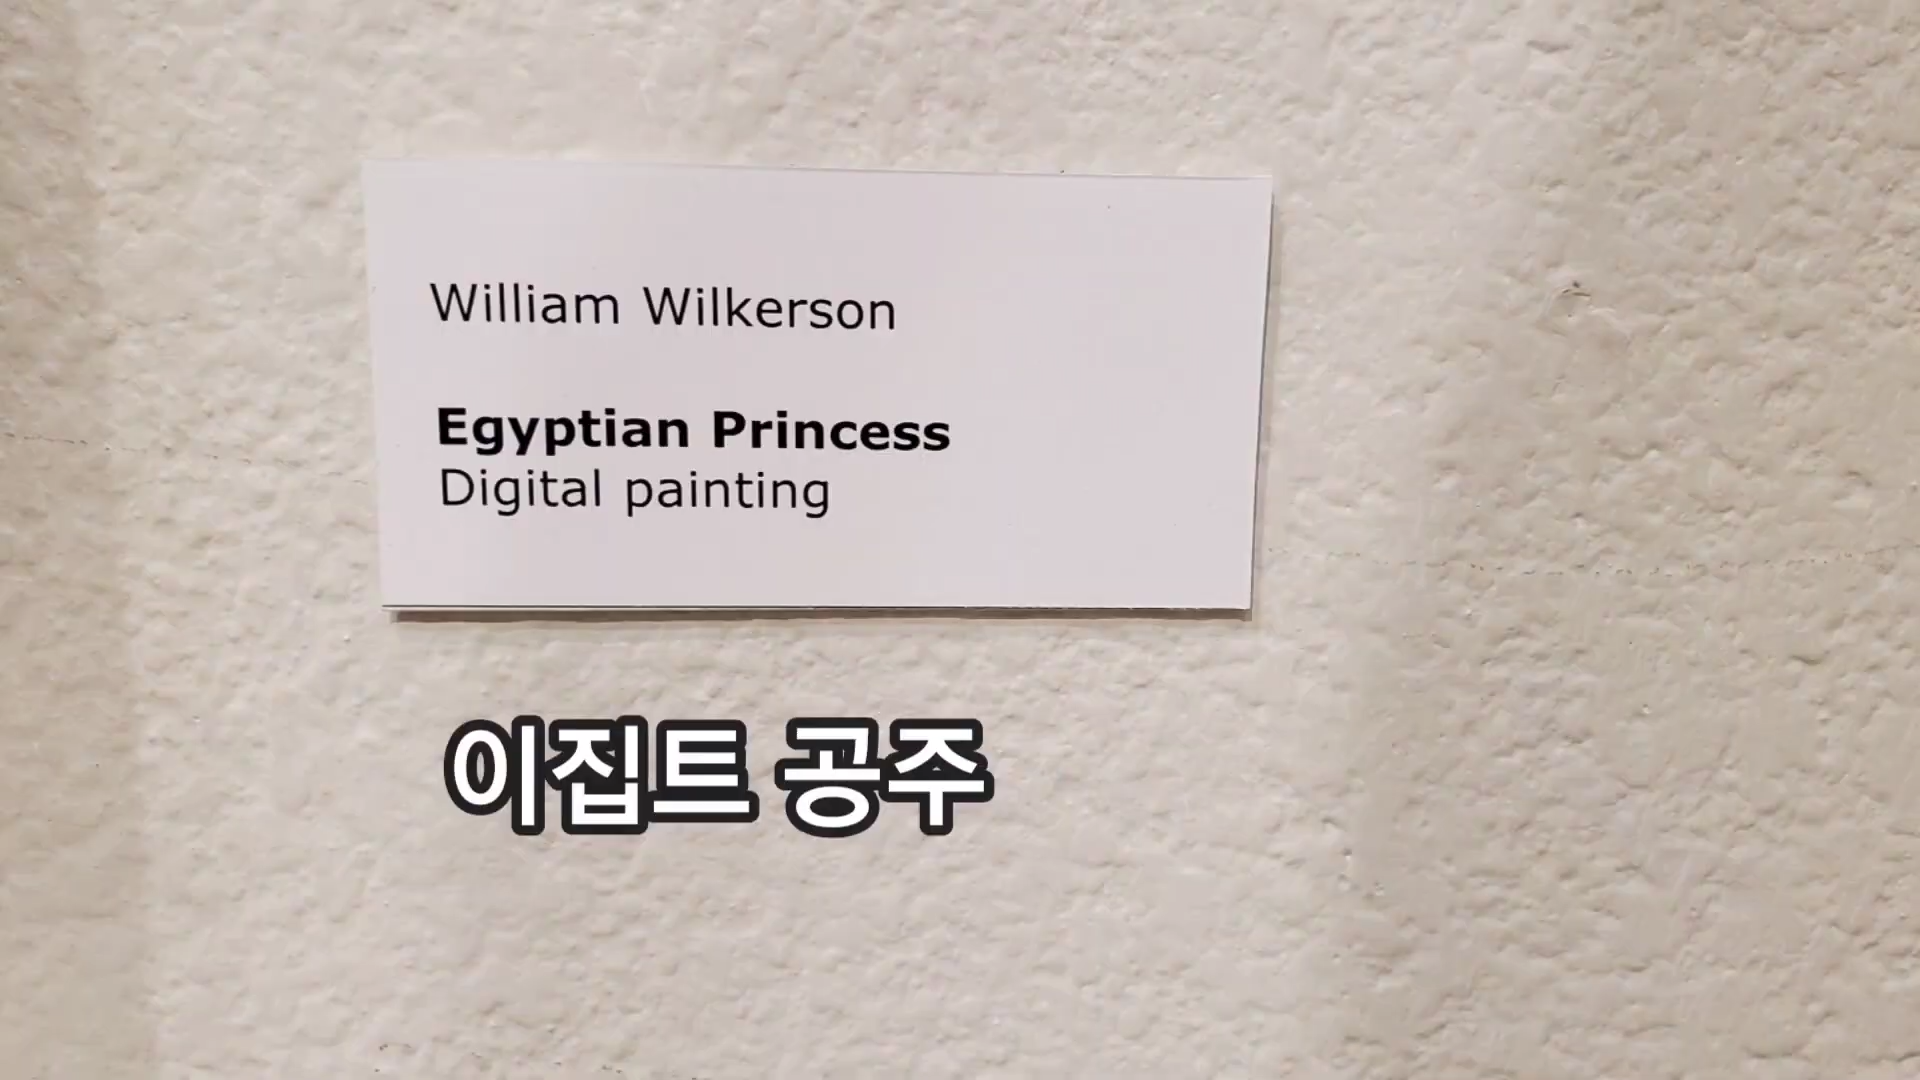 William Wilkerson
Egyptian Princess
Digital painting
이집트 공주